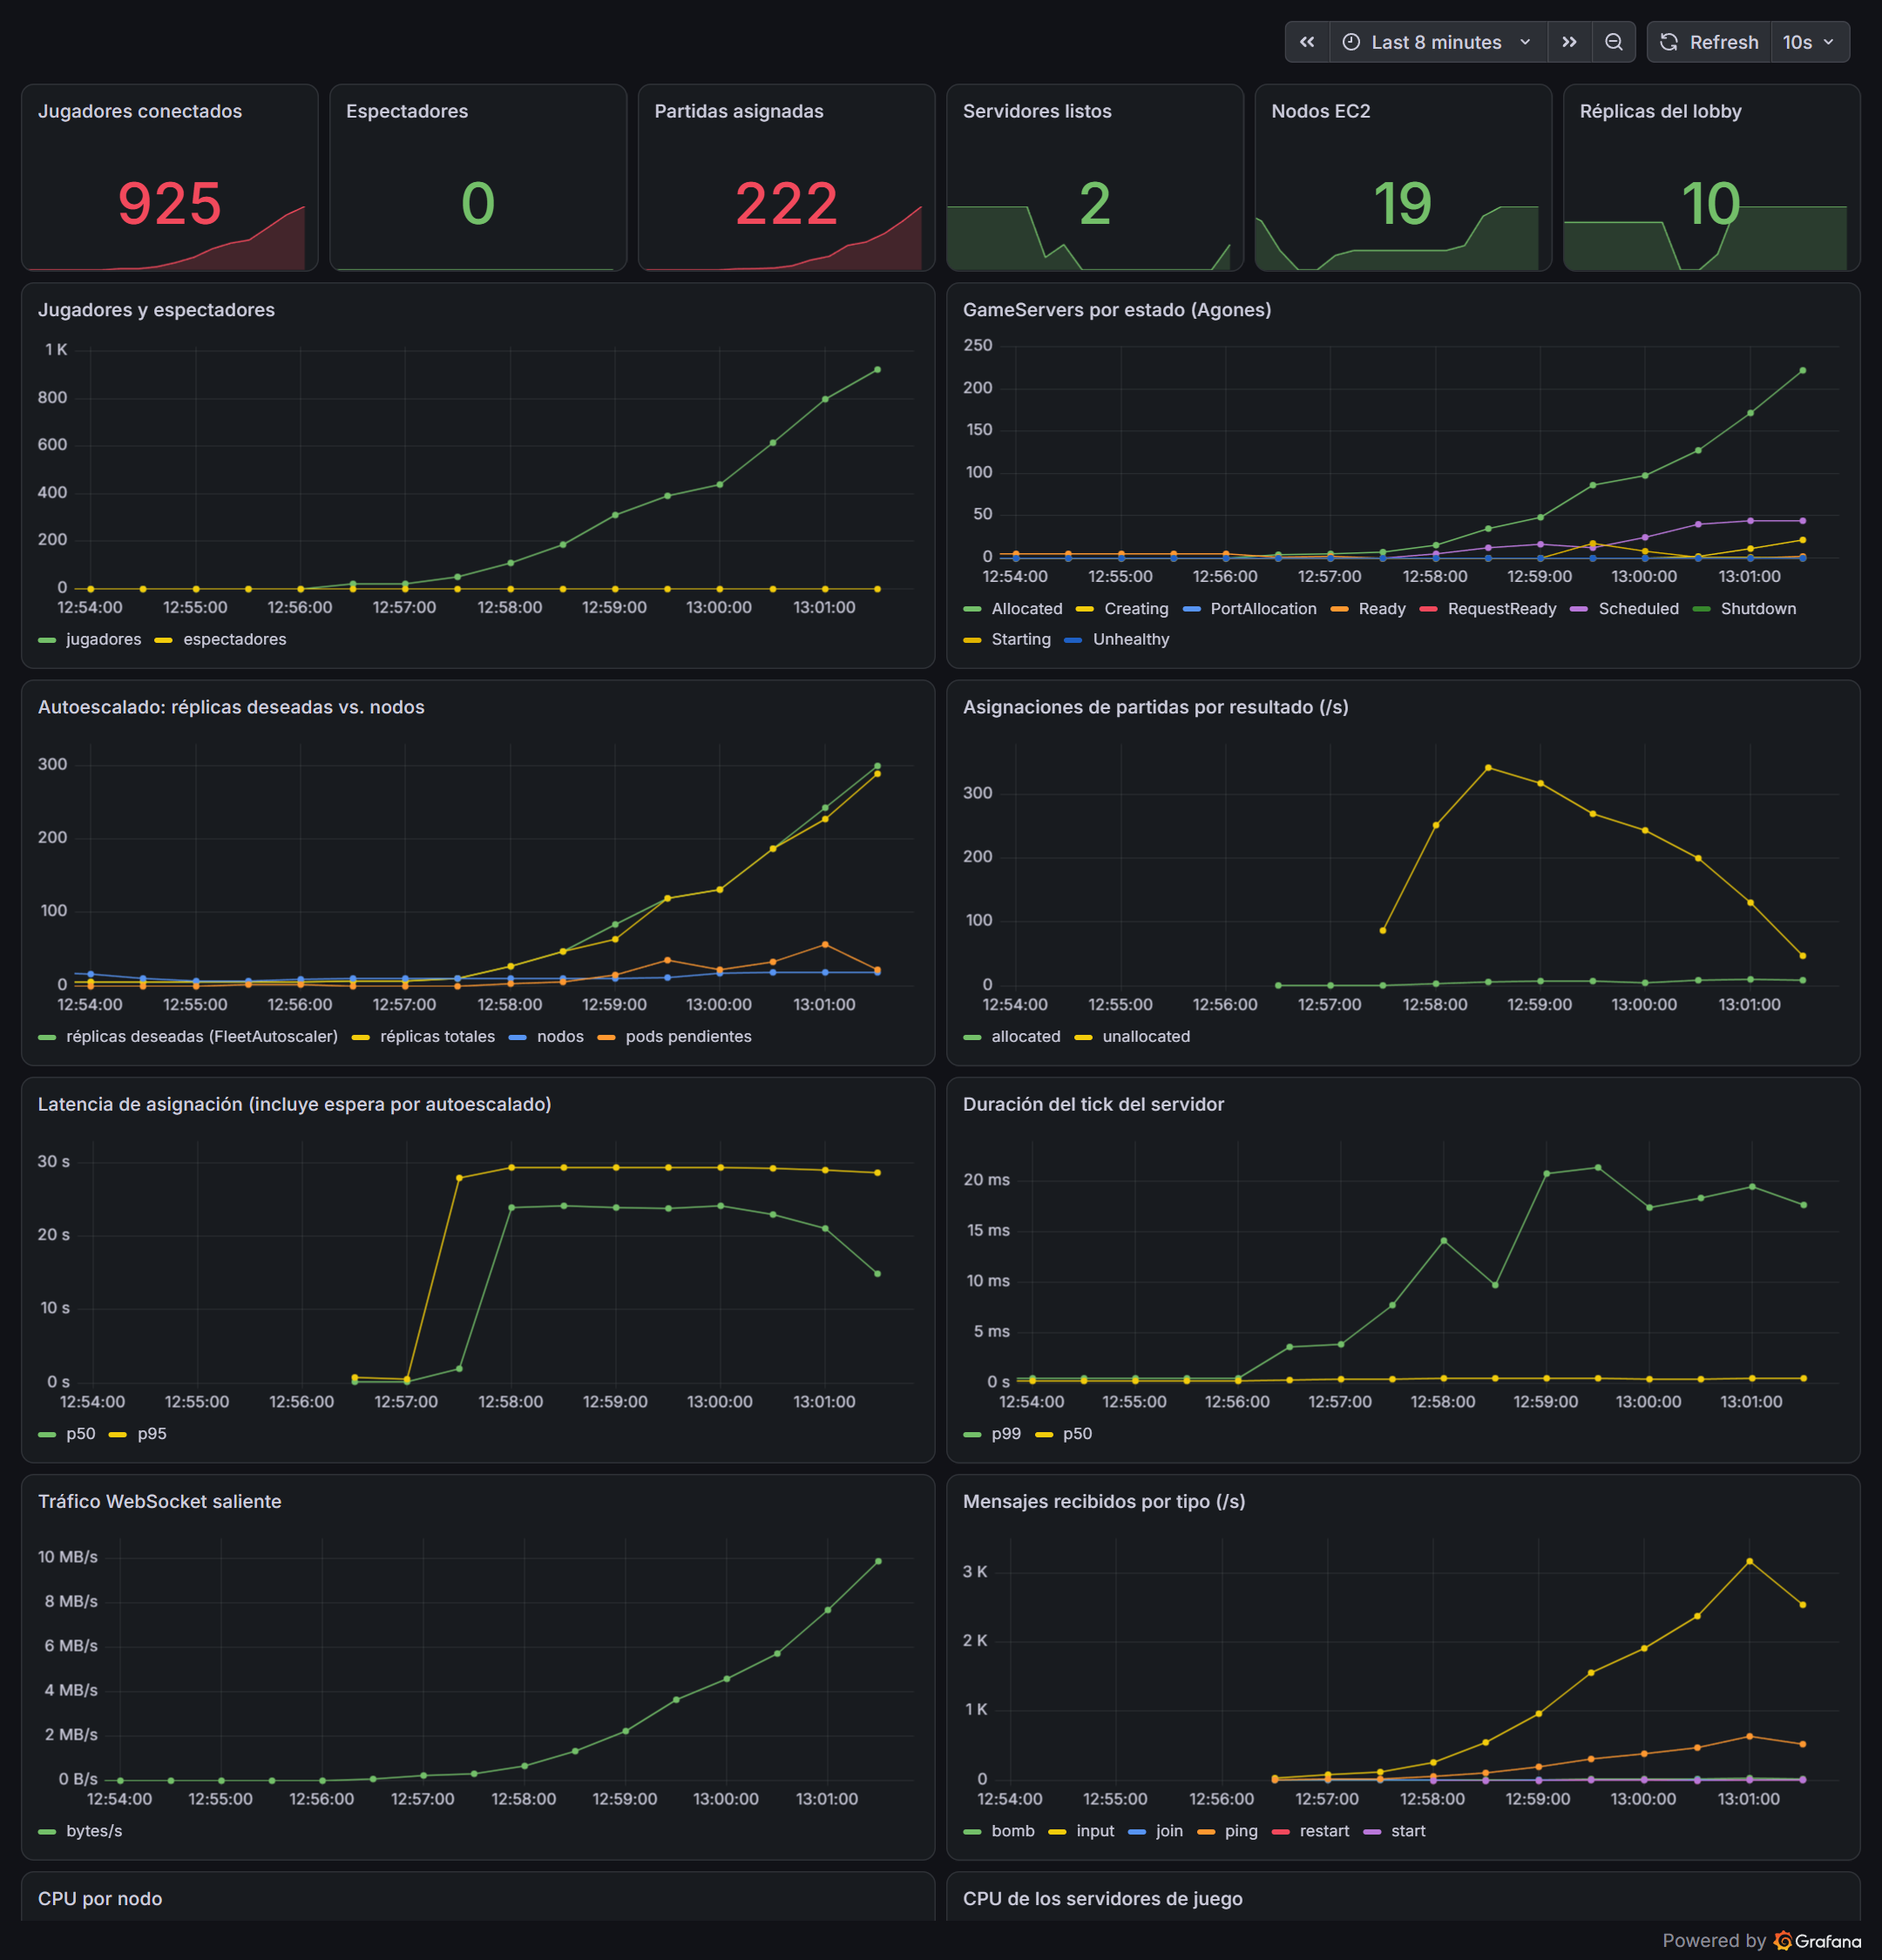 Last 8 minutes Refresh 10s
Jugadores conectados
925
Espectadores
0
Partidas asignadas
222
Servidores listos
2
Nodos EC2
19
Réplicas del lobby
10
Jugadores y espectadores
1 K
800
600
400
200
0
12:54:00 12:55:00 12:56:00 12:57:00 12:58:00 12:59:00 13:00:00 13:01:00
jugadores espectadores
GameServers por estado (Agones)
250
200
150
100
50
0
12:54:00 12:55:00 12:56:00 12:57:00 12:58:00 12:59:00 13:00:00 13:01:00
Allocated Creating PortAllocation Ready RequestReady Scheduled Shutdown
Starting Unhealthy
Autoescalado: réplicas deseadas vs. nodos
300
200
100
0
12:54:00 12:55:00 12:56:00 12:57:00 12:58:00 12:59:00 13:00:00 13:01:00
réplicas deseadas (FleetAutoscaler) réplicas totales nodos pods pendientes
Asignaciones de partidas por resultado (/s)
300
200
100
0
12:54:00 12:55:00 12:56:00 12:57:00 12:58:00 12:59:00 13:00:00 13:01:00
allocated unallocated
Latencia de asignación (incluye espera por autoescalado)
30 s
20 s
10 s
0 s
12:54:00 12:55:00 12:56:00 12:57:00 12:58:00 12:59:00 13:00:00 13:01:00
p50 p95
Duración del tick del servidor
20 ms
15 ms
10 ms
5 ms
0 s
12:54:00 12:55:00 12:56:00 12:57:00 12:58:00 12:59:00 13:00:00 13:01:00
p99 p50
Tráfico WebSocket saliente
10 MB/s
8 MB/s
6 MB/s
4 MB/s
2 MB/s
0 B/s
12:54:00 12:55:00 12:56:00 12:57:00 12:58:00 12:59:00 13:00:00 13:01:00
bytes/s
Mensajes recibidos por tipo (/s)
3 K
2 K
1 K
0
12:54:00 12:55:00 12:56:00 12:57:00 12:58:00 12:59:00 13:00:00 13:01:00
bomb input join ping restart start
CPU por nodo
CPU de los servidores de juego
Powered by Grafana